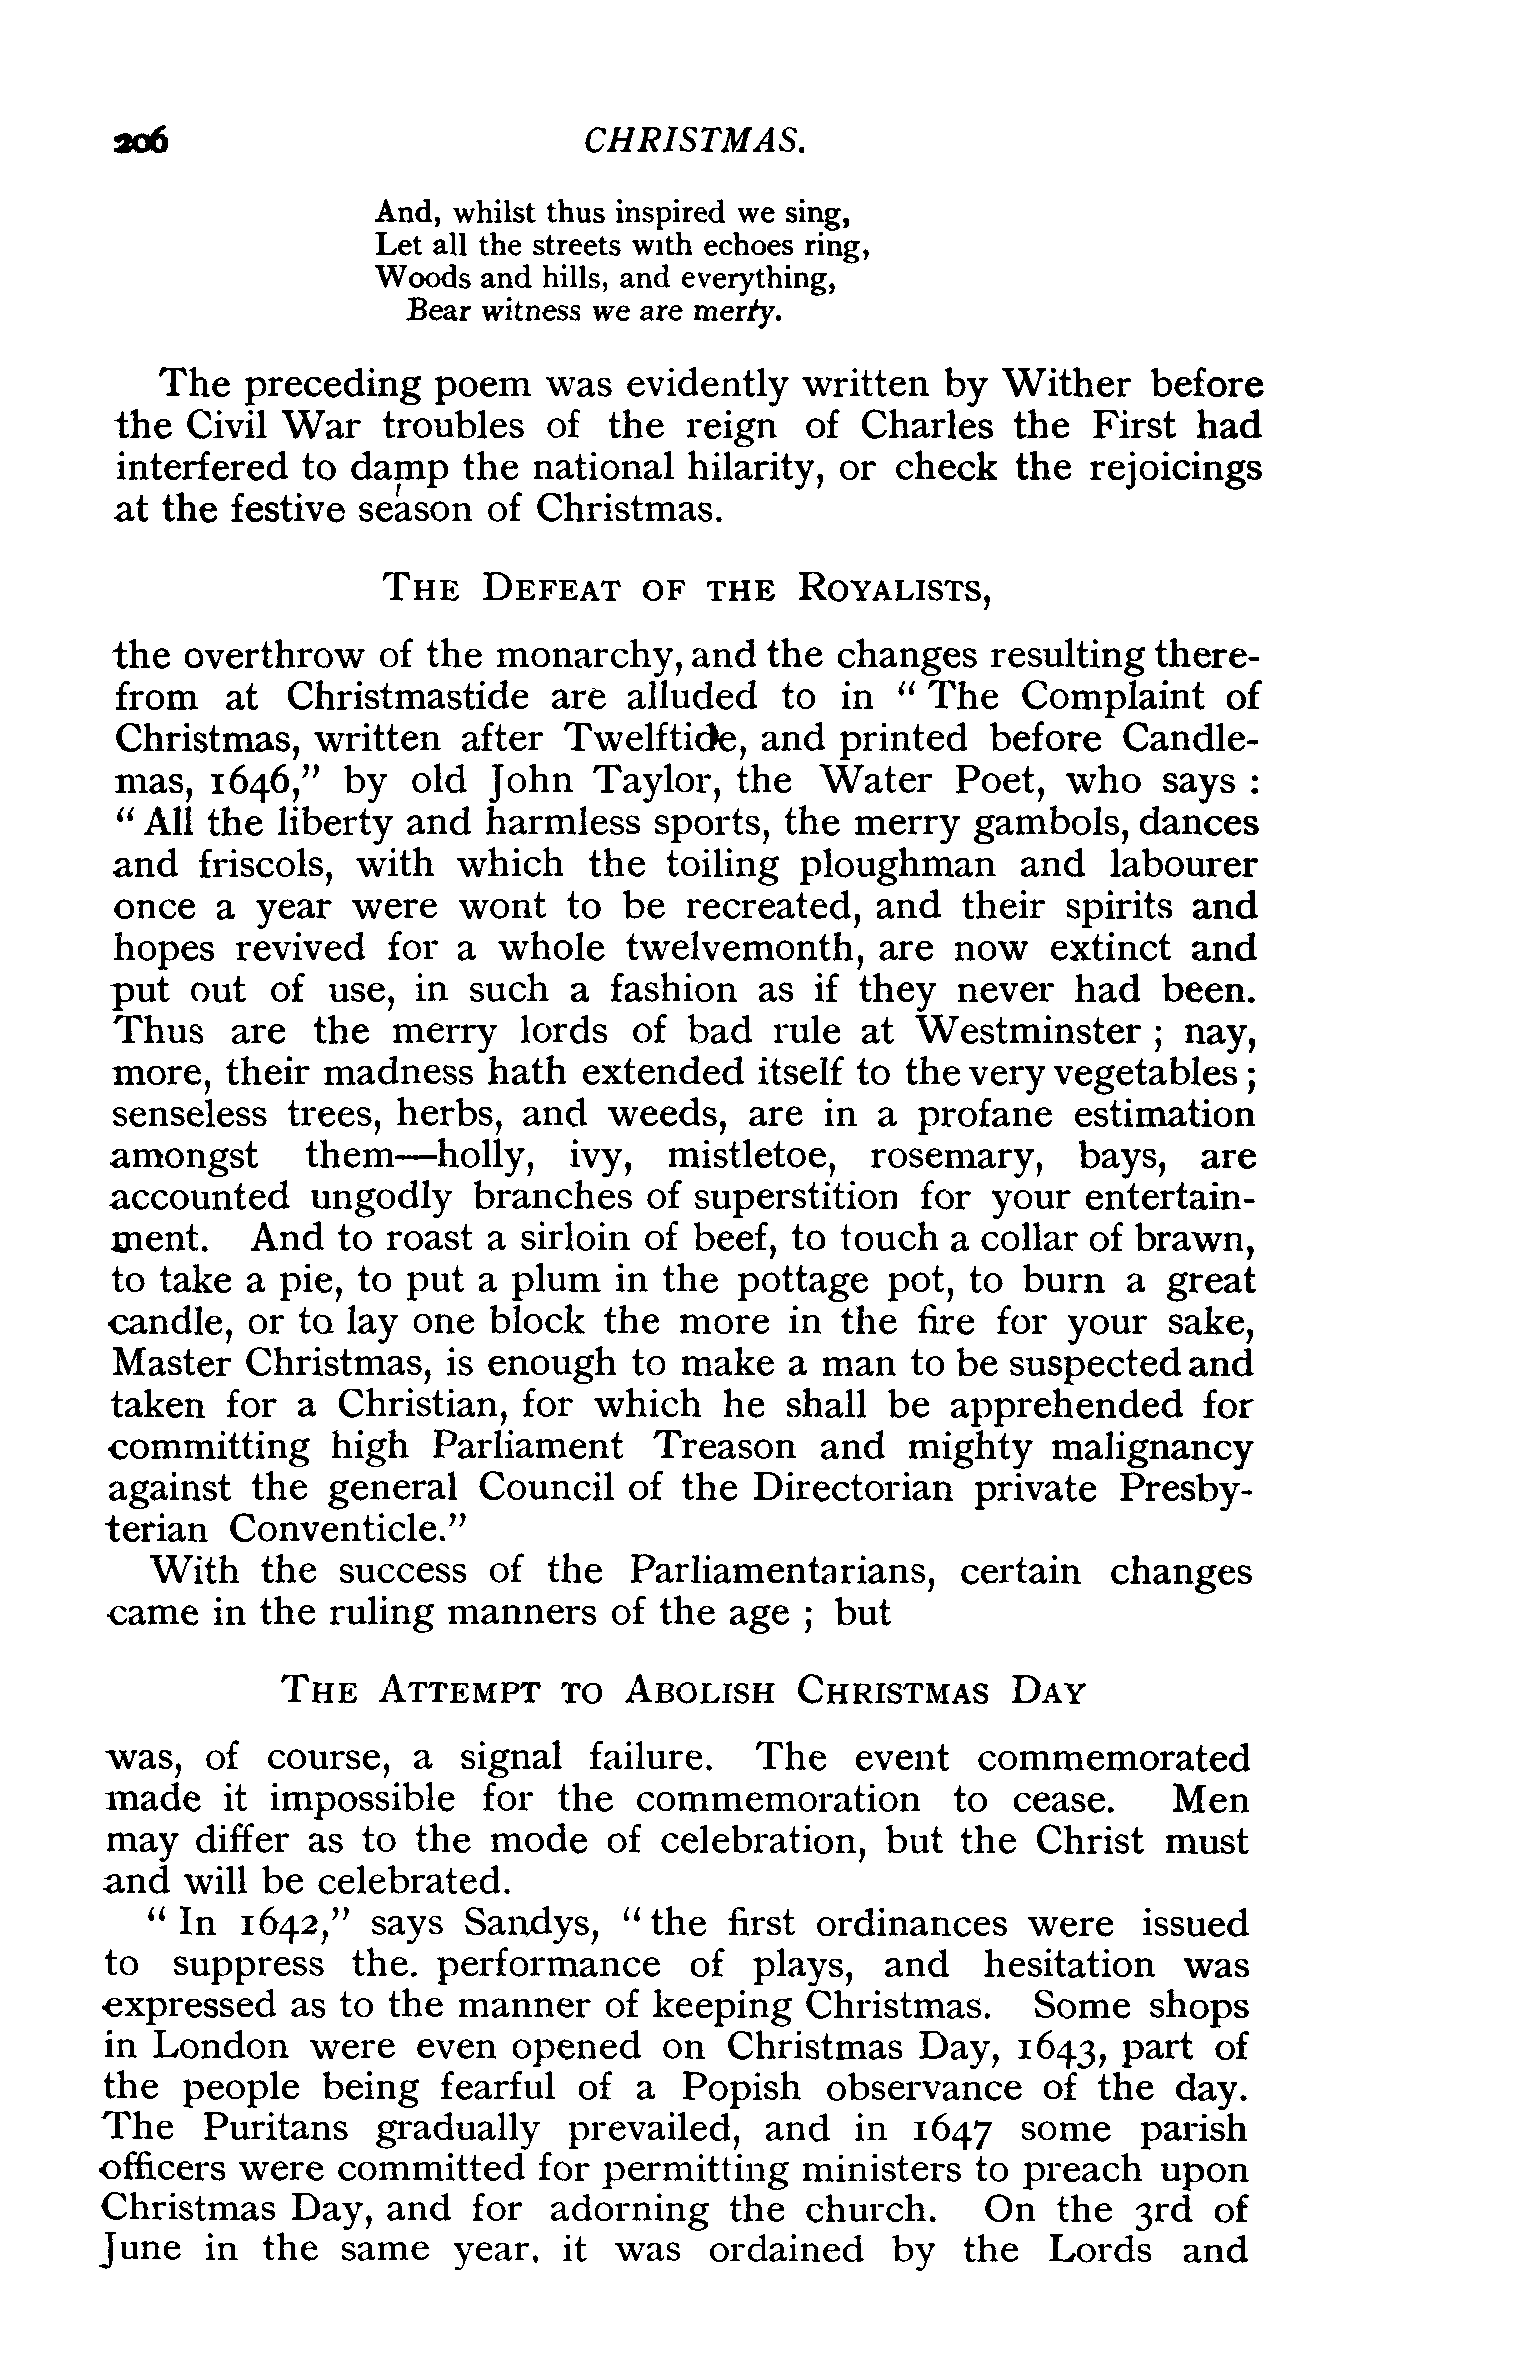 206 CHRISTMAS.
And, whilst thus inspired we sing,
Let all the streets with echoes ring,
Woods and hills, and everything,
Bear witness we are merry.
The preceding poem was evidently written by Wither before
the Civil War troubles of the reign of Charles the First had
interfered to damp the national hilarity, or check the rejoicings
at the festive season of Christmas.
THE DEFEAT OF THE ROYALISTS,
the overthrow of the monarchy, and the changes resulting there-
from at Christmastide are alluded to in “ The Complaint of
Christmas, written after Twelftide, and printed before Candle-
mas, 1646,” by old John Taylor, the Water Poet, who says :
“ All the liberty and harmless sports, the merry gambols, dances
and friscols, with which the toiling ploughman and labourer
once a year were wont to be recreated, and their spirits and
hopes revived for a whole twelvemonth, are now extinct and
put out of use, in such a fashion as if they never had been.
Thus are the merry lords of bad rule at Westminster ; nay,
more, their madness hath extended itself to the very vegetables ;
senseless trees, herbs, and weeds, are in a profane estimation
amongst them—holly, ivy, mistletoe, rosemary, bays, are
accounted ungodly branches of superstition for your entertain-
ment. And to roast a sirloin of beef, to touch a collar of brawn,
to take a pie, to put a plum in the pottage pot, to burn a great
candle, or to lay one block the more in the fire for your sake,
Master Christmas, is enough to make a man to be suspected and
taken for a Christian, for which he shall be apprehended for
committing high Parliament Treason and mighty malignancy
against the general Council of the Directorian private Presby-
terian Conventicle.”
With the success of the Parliamentarians, certain changes
came in the ruling manners of the age ; but
THE ATTEMPT TO ABOLISH CHRISTMAS DAY
was, of course, a signal failure. The event commemorated
made it impossible for the commemoration to cease. Men
may differ as to the mode of celebration, but the Christ must
and will be celebrated.
“ In 1642,” says Sandys, “ the first ordinances were issued
to suppress the. performance of plays, and hesitation was
expressed as to the manner of keeping Christmas. Some shops
in London were even opened on Christmas Day, 1643, part of
the people being fearful of a Popish observance of the day.
The Puritans gradually prevailed, and in 1647 some parish
officers were committed for permitting ministers to preach upon
Christmas Day, and for adorning the church. On the 3rd of
June in the same year, it was ordained by the Lords and